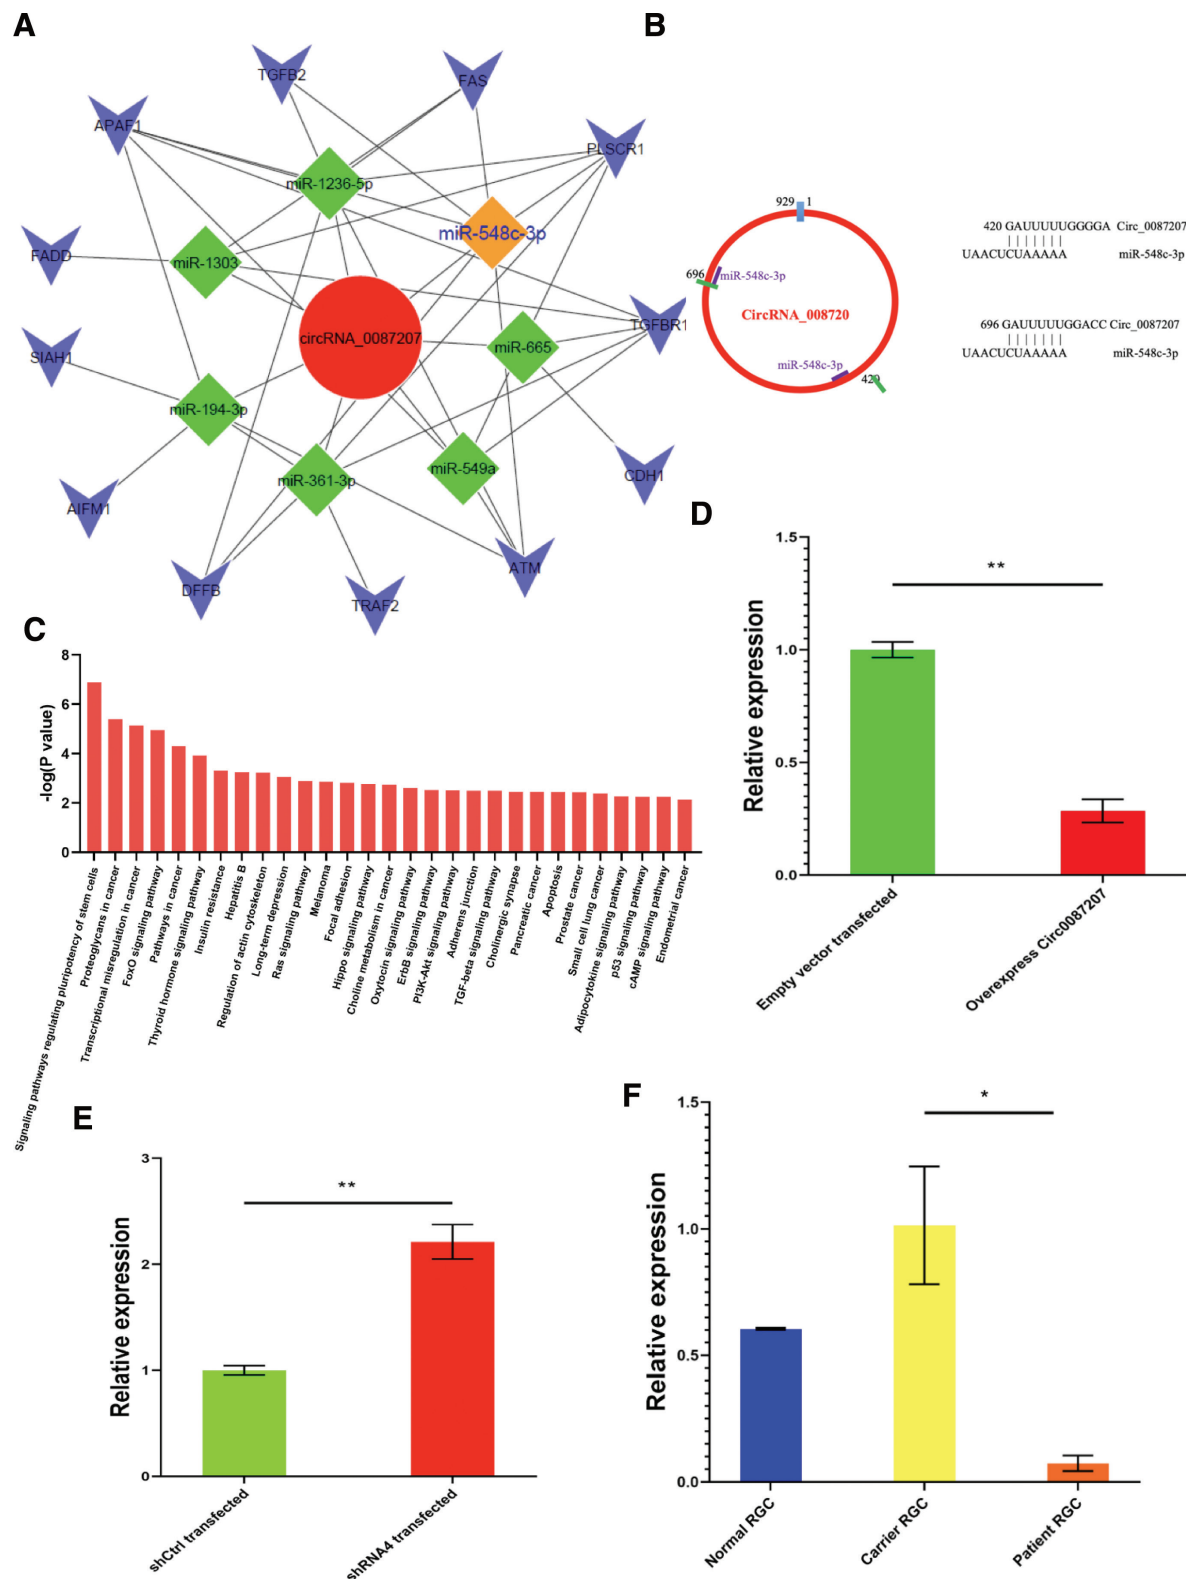 A
TGFB2
FAS
APAF1
PLSCR1
miR-1236-5p
miR-548c-3p
FADD
miR-1303
TGFBR1
circRNA_0087207
miR-665
SIAH1
miR-194-3p
miR-549a
miR-361-3p
CDH1
AIFM1
DFFB
TRAF2
ATM
B
929 1
696
miR-548c-3p
CircRNA_008720
miR-548c-3p
420
420 GAUUUUUGGGGA Circ_0087207
| | | | | | |
UAACUCUAAAAA miR-548c-3p
696 GAUUUUUGGACC Circ_0087207
| | | | | | |
UAACUCUAAAAA miR-548c-3p
C
-log(P value)
8
6
4
2
0
Signaling pathways regulating pluripotency of stem cells
Proteoglycans in cancer
Transcriptional misregulation in cancer
FoxO signaling pathway
Pathways in cancer
Thyroid hormone signaling pathway
Insulin resistance
Hepatitis B
Regulation of actin cytoskeleton
Long-term depression
Ras signaling pathway
Melanoma
Focal adhesion
Hippo signaling pathway
Choline metabolism in cancer
Oxytocin signaling pathway
ErbB signaling pathway
PI3K-Akt signaling pathway
Adherens junction
TGF-beta signaling pathway
Cholinergic synapse
Pancreatic cancer
Apoptosis
Prostate cancer
Small cell lung cancer
Adipocytokine signaling pathway
p53 signaling pathway
cAMP signaling pathway
Endometrial cancer
D
Relative expression
1.5
1.0
0.5
0.0
**
Empty vector transfected
Overexpress Circ0087207
E
Relative expression
3
2
1
0
**
shCtrl transfected
shRNA4 transfected
F
Relative expression
1.5
1.0
0.5
0.0
*
Normal RGC
Carrier RGC
Patient RGC